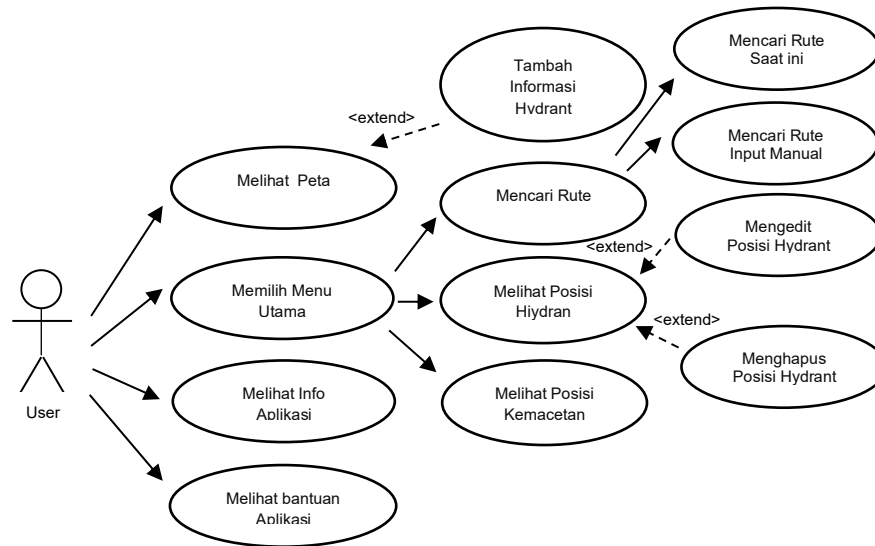 Tambah
Informasi
Hydrant
<extend>
Mencari Rute
Saat ini
Mencari Rute
Input Manual
Melihat Peta
Mencari Rute
<extend>
Mengedit
Posisi Hydrant
Memilih Menu
Utama
Melihat Posisi
Hiydran
<extend>
Menghapus
Posisi Hydrant
Melihat Info
Aplikasi
Melihat Posisi
Kemacetan
User
Melihat bantuan
Aplikasi